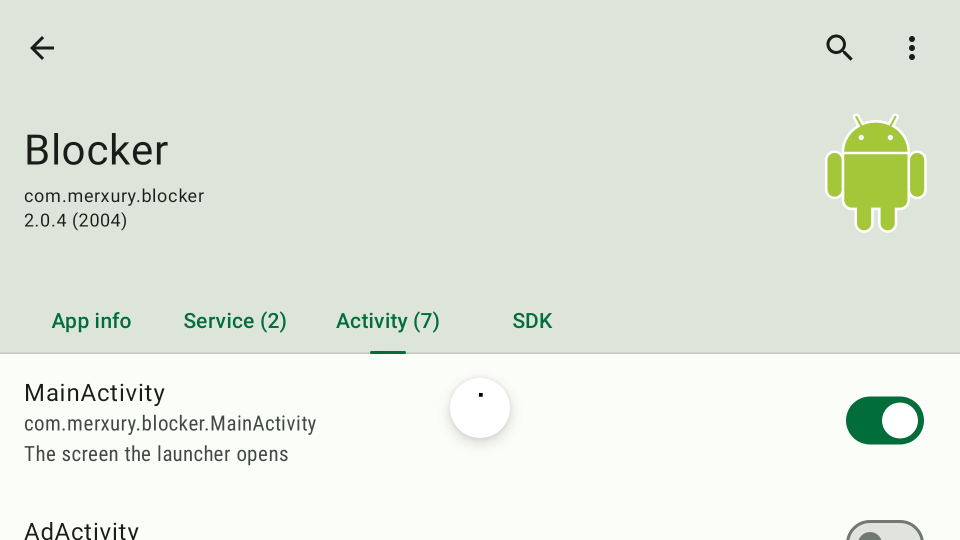 Blocker
com.merxury.blocker
2.0.4 (2004)
App info
Service (2)
Activity (7)
SDK
MainActivity
com.merxury.blocker.MainActivity
The screen the launcher opens
AdActivity